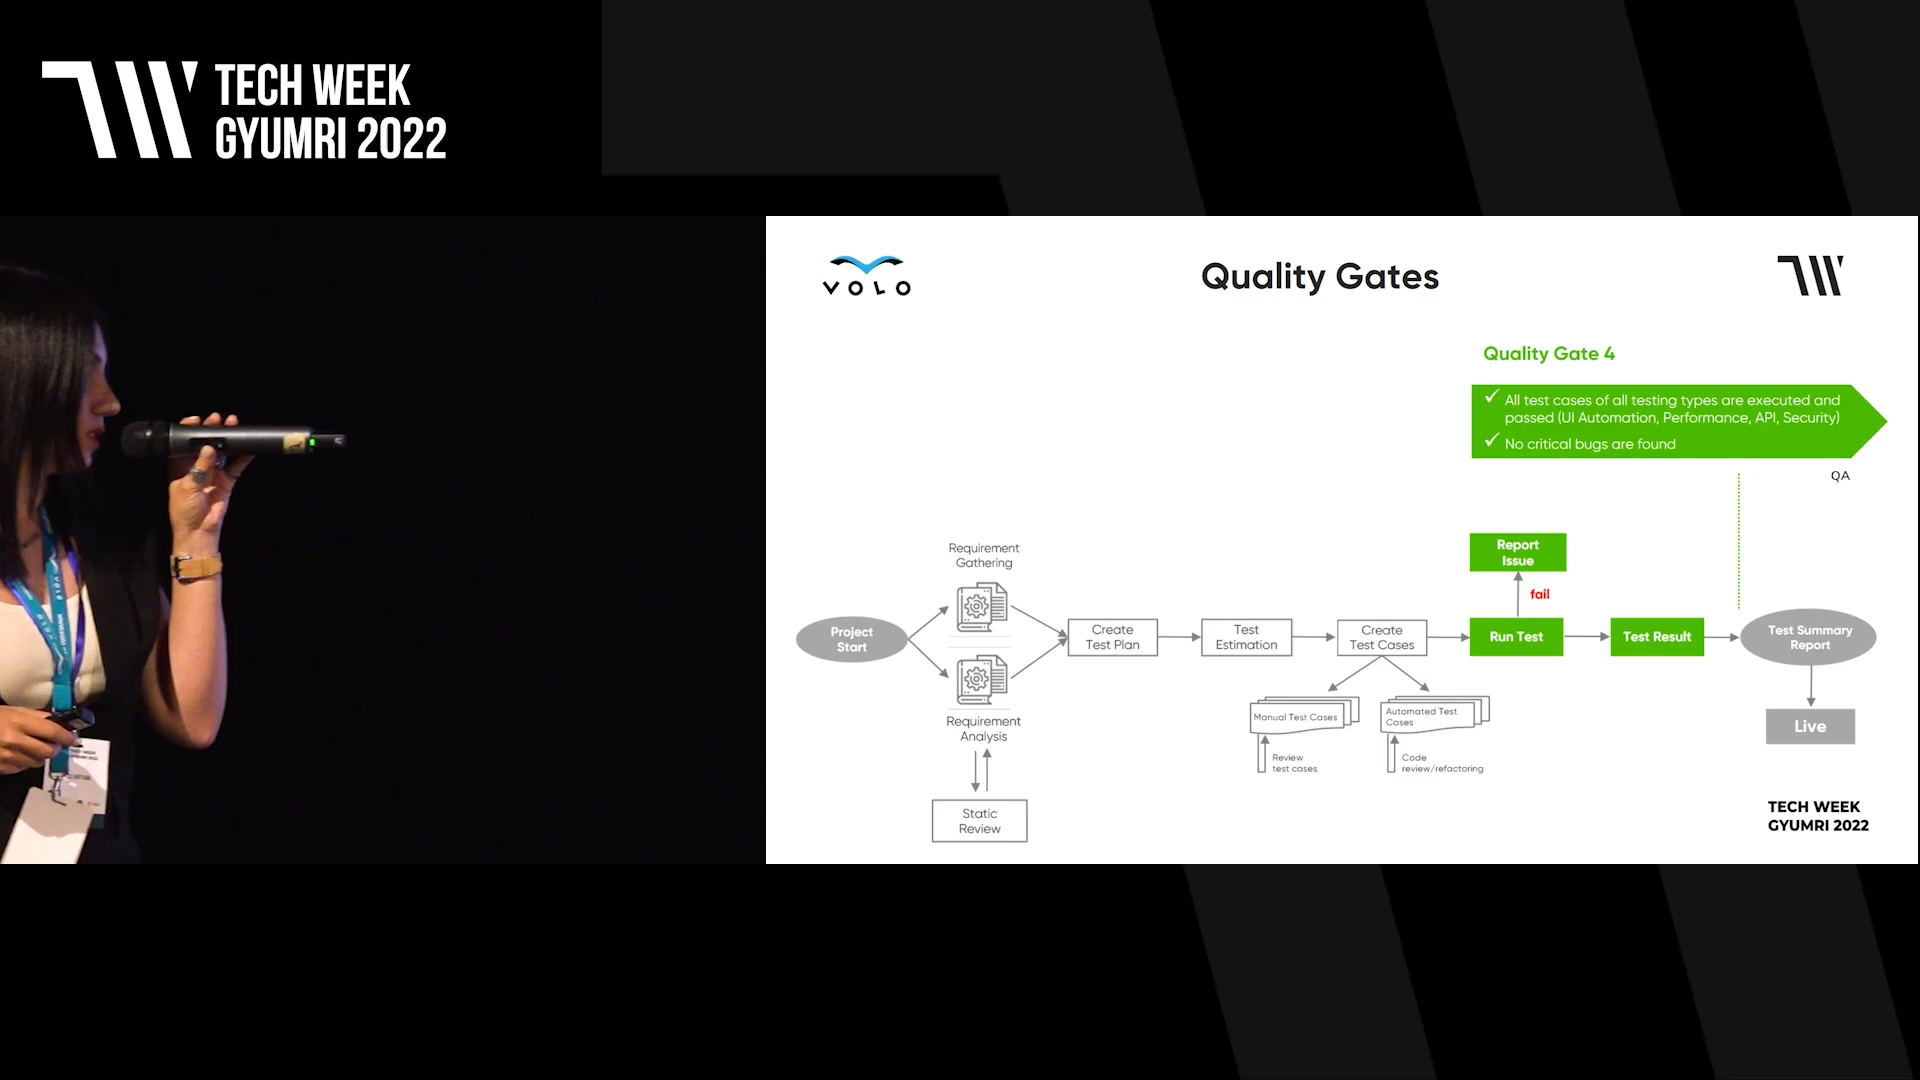 TECH WEEK
GYUMRI 2022
VOLO
Quality Gates
Quality Gate 4
✓ All test cases of all testing types are executed and
passed (UI Automation, Performance, API, Security)
✓ No critical bugs are found
QA
Requirement
Gathering
Report
Issue
fail
Project
Start
Create
Test Plan
Test
Estimation
Create
Test Cases
Run Test
Test Result
Test Summary
Report
Requirement
Analysis
Manual Test Cases
Automated Test
Cases
Live
Review
test cases
Code
review/refactoring
Static
Review
TECH WEEK
GYUMRI 2022